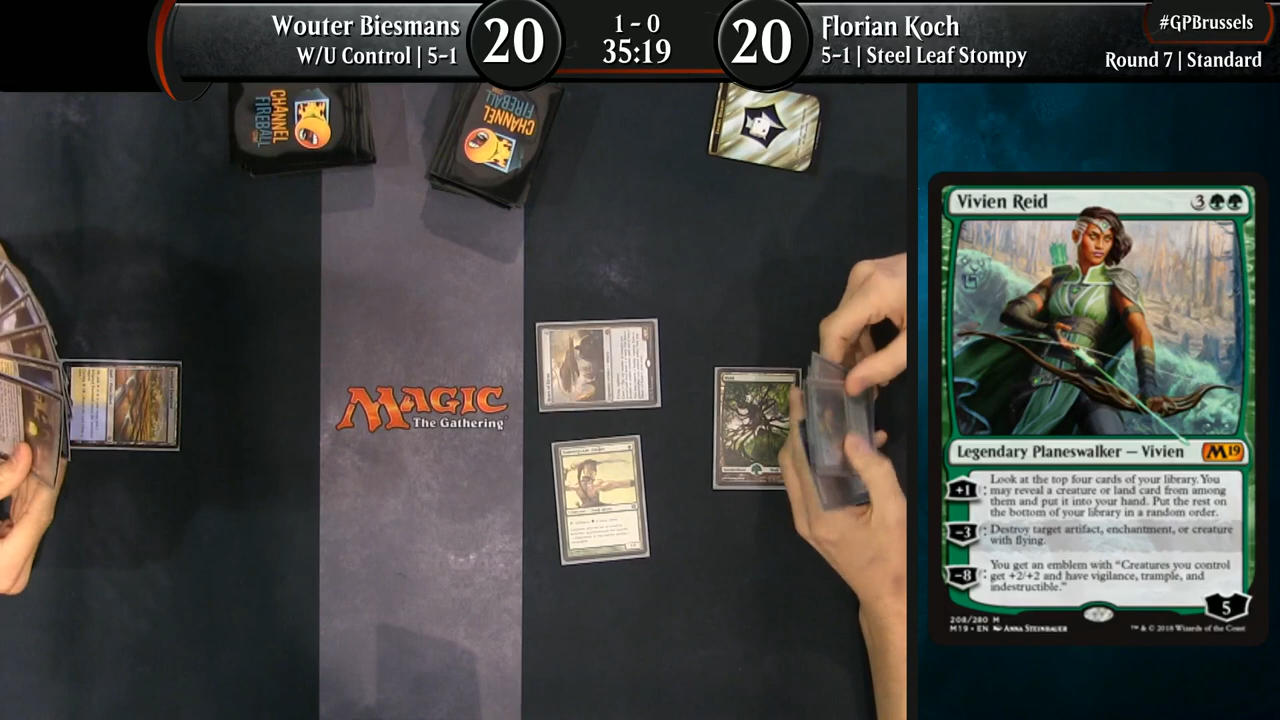 Wouter Biesmans
W/U Control | 5-1
20
1 - 0
35:19
20
Florian Koch
5-1 | Steel Leaf Stompy
#GPBrussels
Round 7 | Standard
CHANNEL
FIREBALL
.COM
CHANNEL
FIREBALL
MAGIC
The Gathering
Vivien Reid
3
Legendary Planeswalker — Vivien
M19
+1: Look at the top four cards of your library. You
may reveal a creature or land card from among
them and put it into your hand. Put the rest on
the bottom of your library in a random order.
−3: Destroy target artifact, enchantment, or creature
with flying.
−8: You get an emblem with “Creatures you control
get +2/+2 and have vigilance, trample, and
indestructible.”
5
208/280 M
M19 • EN ANNA STEINBAUER
™ & © 2018 Wizards of the Coast